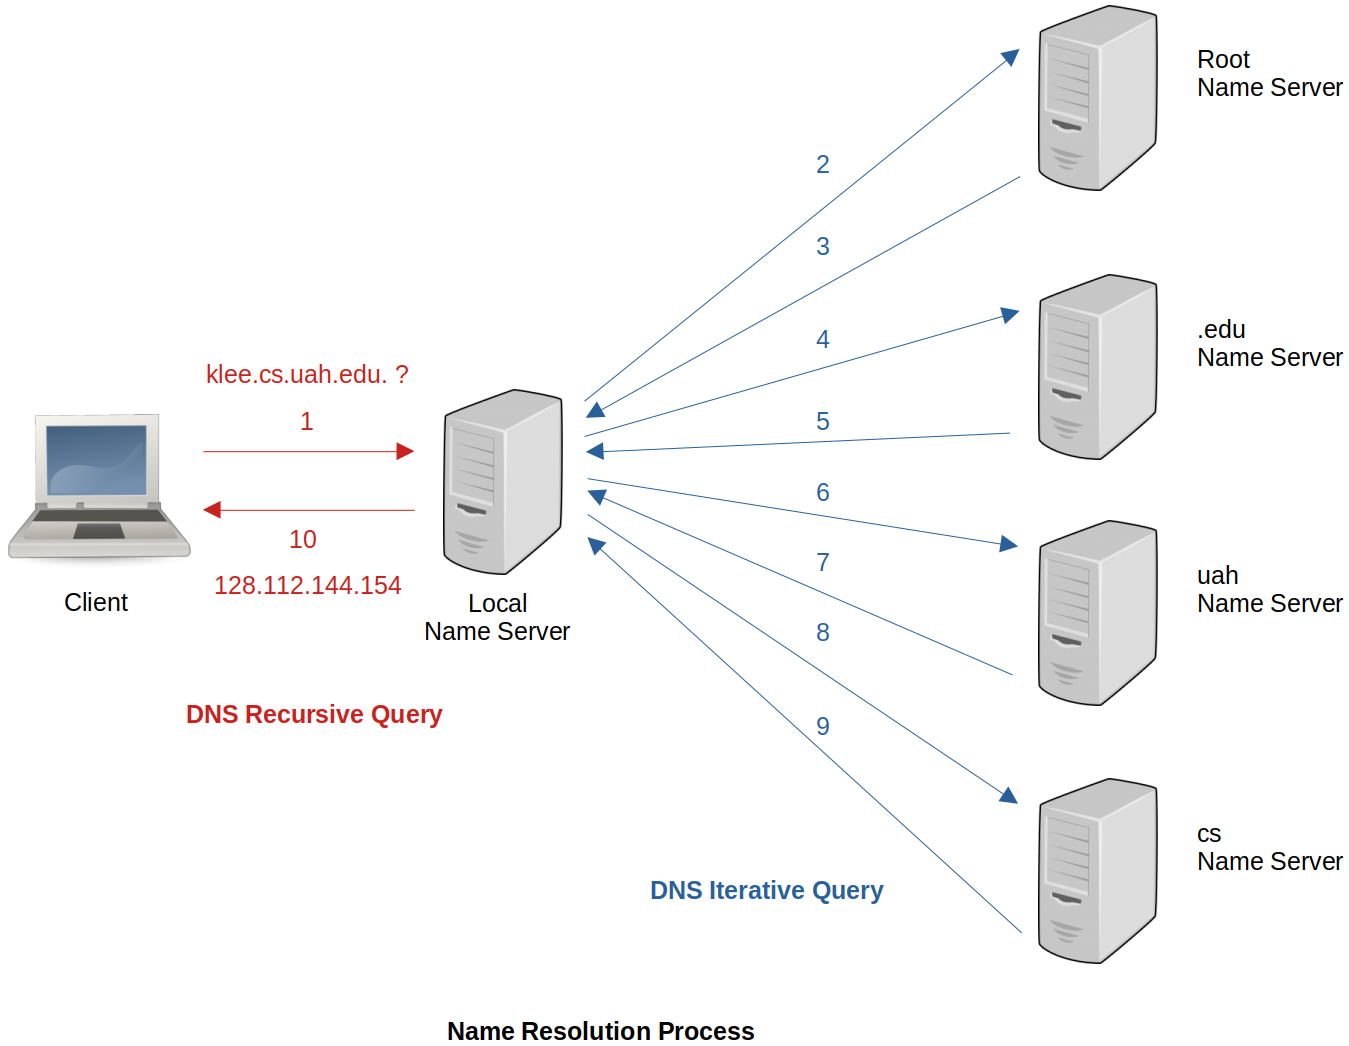 Root
Name Server
2
3
.edu
Name Server
4
klee.cs.uah.edu. ?
1
5
6
10
7
128.112.144.154
uah
Name Server
Client
Local
Name Server
8
DNS Recursive Query
9
cs
Name Server
DNS Iterative Query
Name Resolution Process